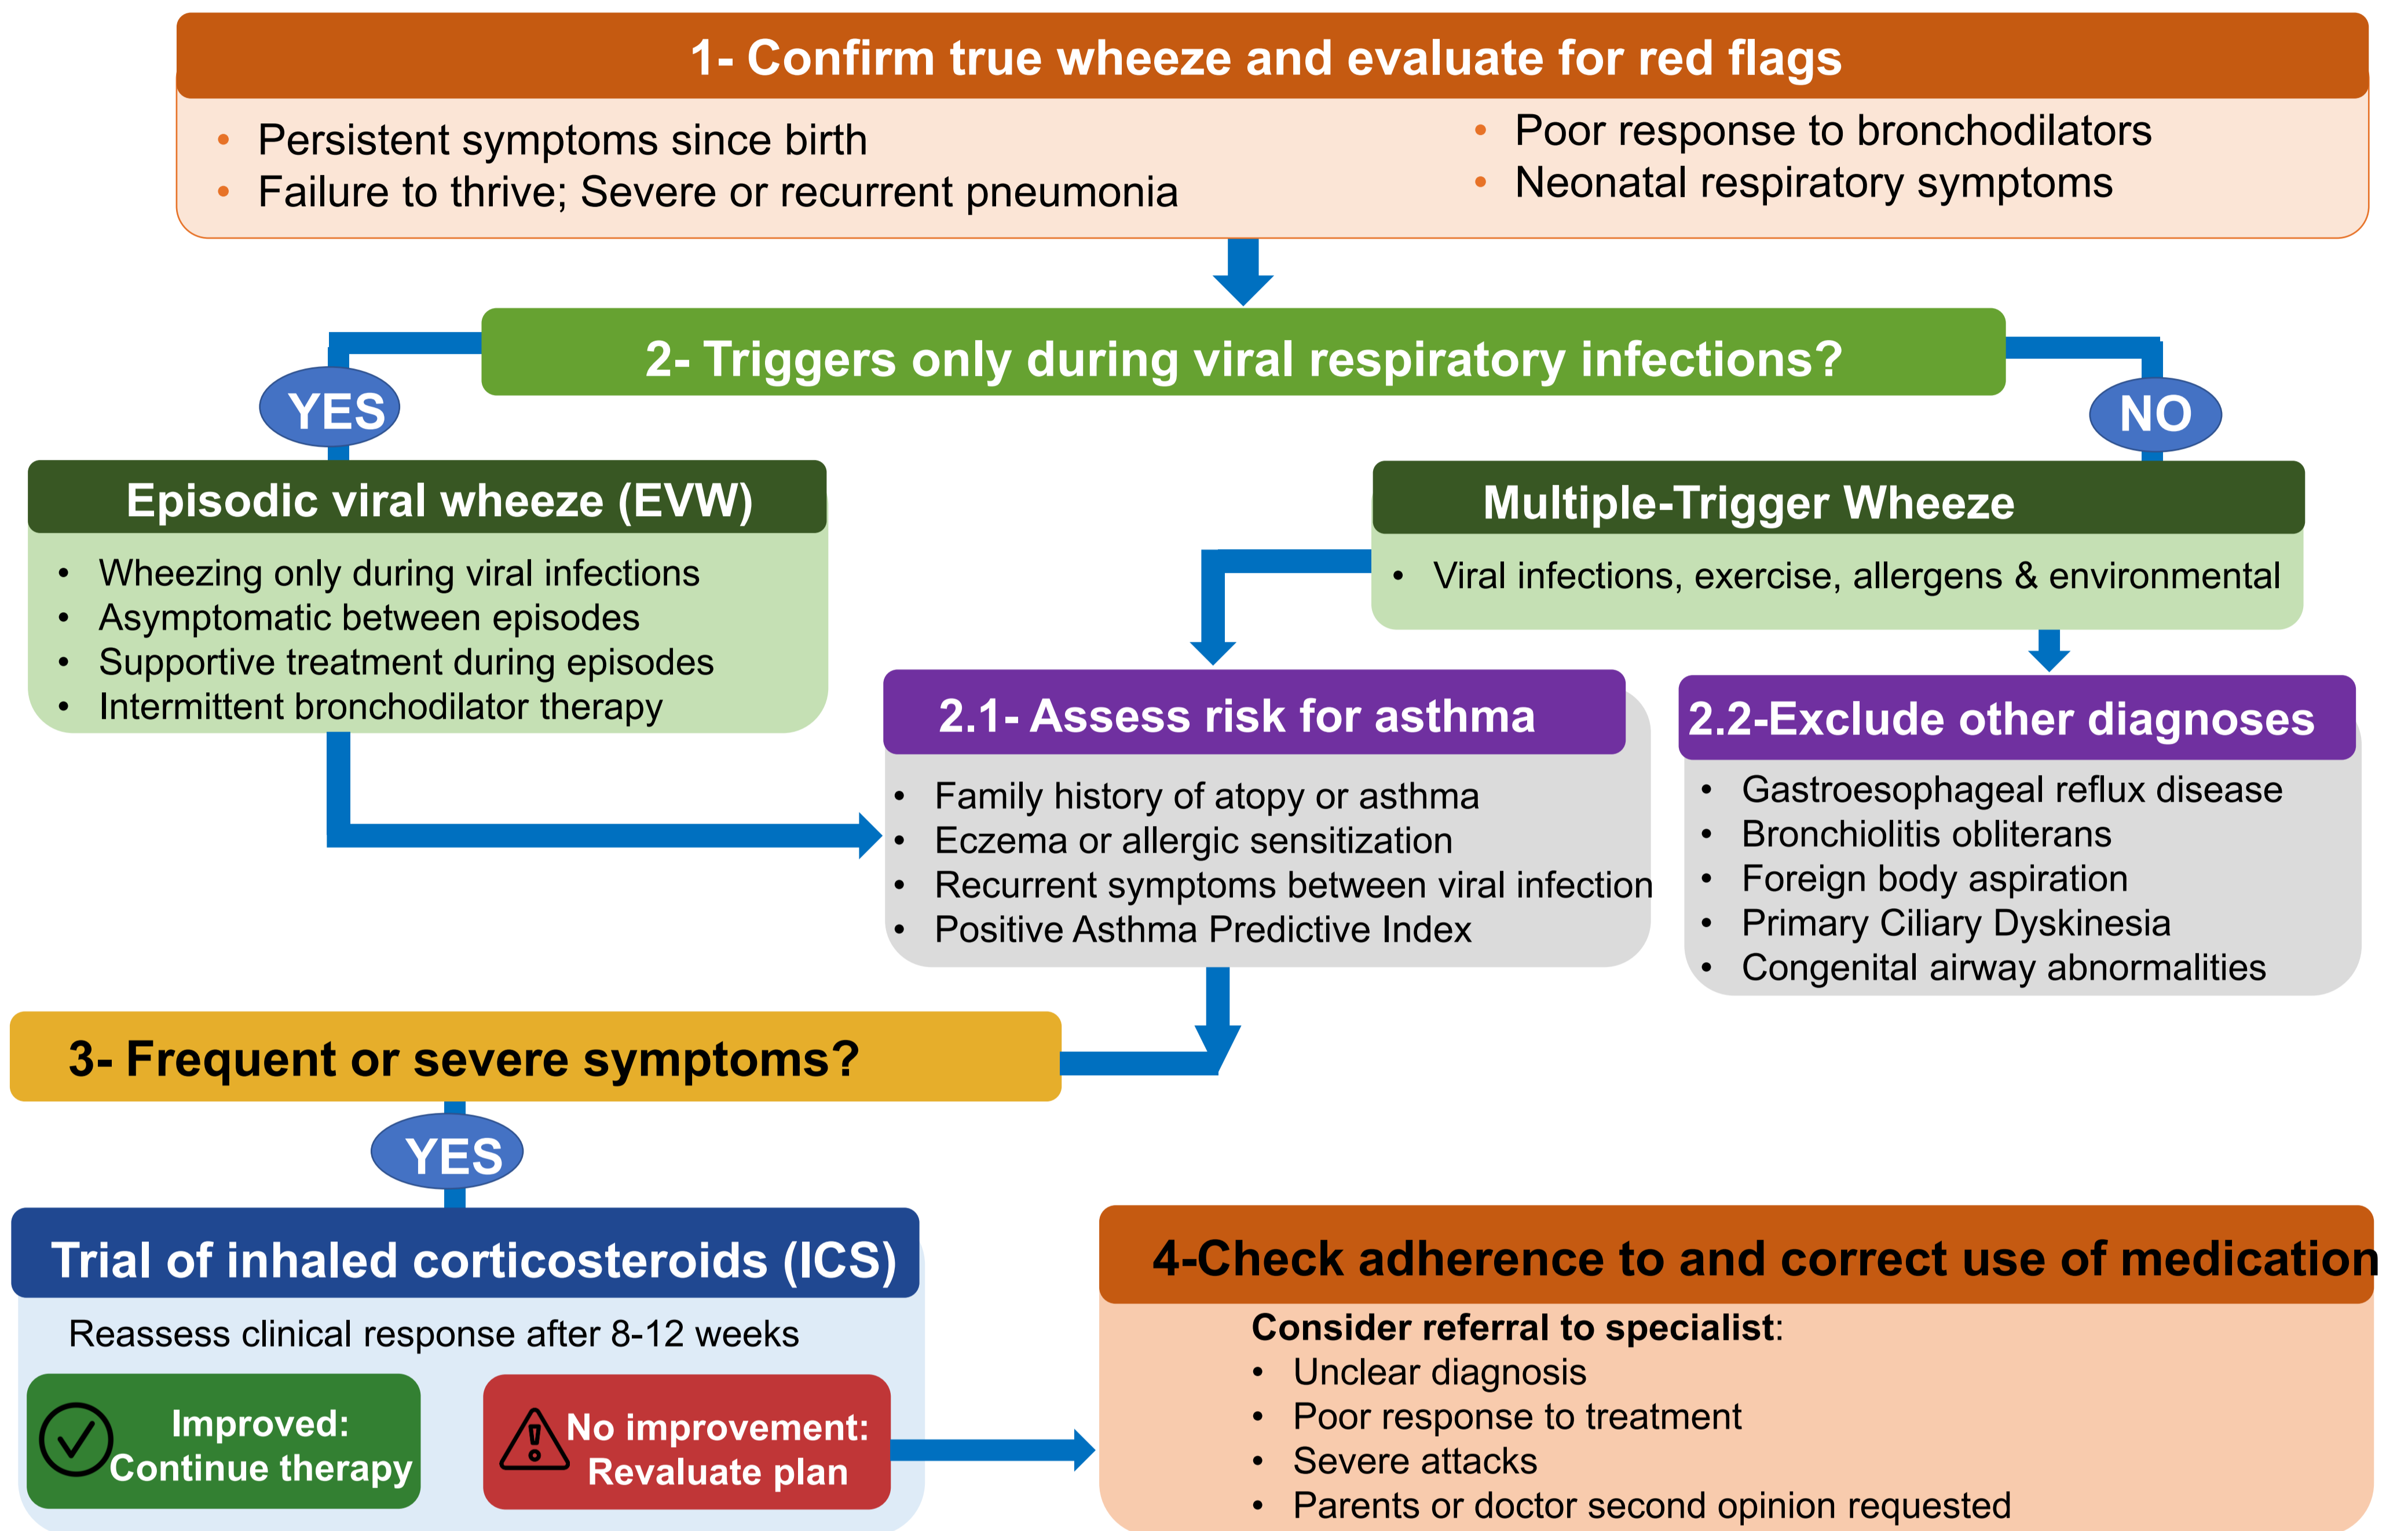 1- Confirm true wheeze and evaluate for red flags
• Persistent symptoms since birth
• Failure to thrive; Severe or recurrent pneumonia
• Poor response to bronchodilators
• Neonatal respiratory symptoms
2- Triggers only during viral respiratory infections?
YES
NO
Episodic viral wheeze (EVW)
• Wheezing only during viral infections
• Asymptomatic between episodes
• Supportive treatment during episodes
• Intermittent bronchodilator therapy
Multiple-Trigger Wheeze
• Viral infections, exercise, allergens & environmental
2.1- Assess risk for asthma
• Family history of atopy or asthma
• Eczema or allergic sensitization
• Recurrent symptoms between viral infection
• Positive Asthma Predictive Index
2.2-Exclude other diagnoses
• Gastroesophageal reflux disease
• Bronchiolitis obliterans
• Foreign body aspiration
• Primary Ciliary Dyskinesia
• Congenital airway abnormalities
3- Frequent or severe symptoms?
YES
Trial of inhaled corticosteroids (ICS)
Reassess clinical response after 8-12 weeks
Improved:
Continue therapy
No improvement:
Revaluate plan
4-Check adherence to and correct use of medication
Consider referral to specialist:
• Unclear diagnosis
• Poor response to treatment
• Severe attacks
• Parents or doctor second opinion requested